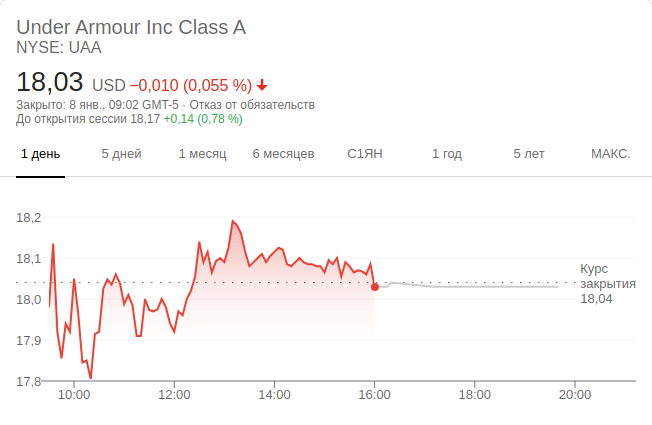 Under Armour Inc Class A
NYSE: UAA
18,03 USD −0,010 (0,055 %)
Закрыто: 8 янв., 09:02 GMT-5 · Отказ от обязательств
До открытия сессии 18,17 +0,14 (0,78 %)
1 день 5 дней 1 месяц 6 месяцев С1ЯН 1 год 5 лет МАКС.
18,2
18,1
18,0
17,9
17,8
Курс
закрытия
18,04
10:00 12:00 14:00 16:00 18:00 20:00